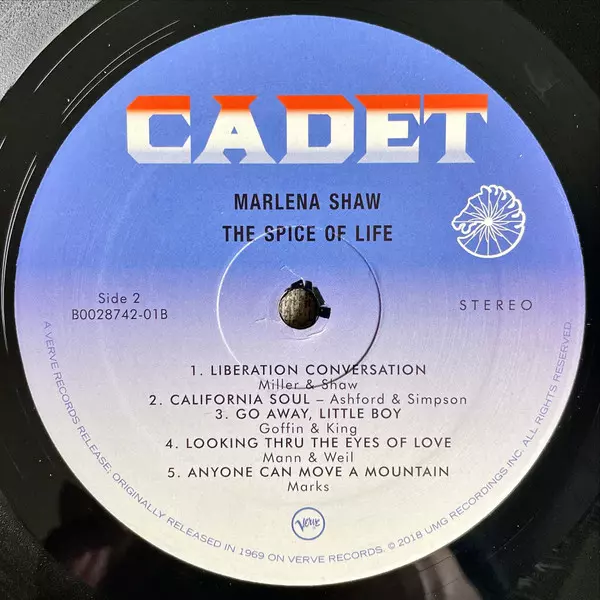 CADET
MARLENA SHAW
THE SPICE OF LIFE
Side 2
B0028742-01B
STEREO
1. LIBERATION CONVERSATION
Miller & Shaw
2. CALIFORNIA SOUL – Ashford & Simpson
3. GO AWAY, LITTLE BOY
Goffin & King
4. LOOKING THRU THE EYES OF LOVE
Mann & Weil
5. ANYONE CAN MOVE A MOUNTAIN
Marks
Verve
A VERVE RECORDS RELEASE; ORIGINALLY RELEASED IN 1969 ON VERVE RECORDS. © 2018 UMG RECORDINGS INC. ALL RIGHTS RESERVED.